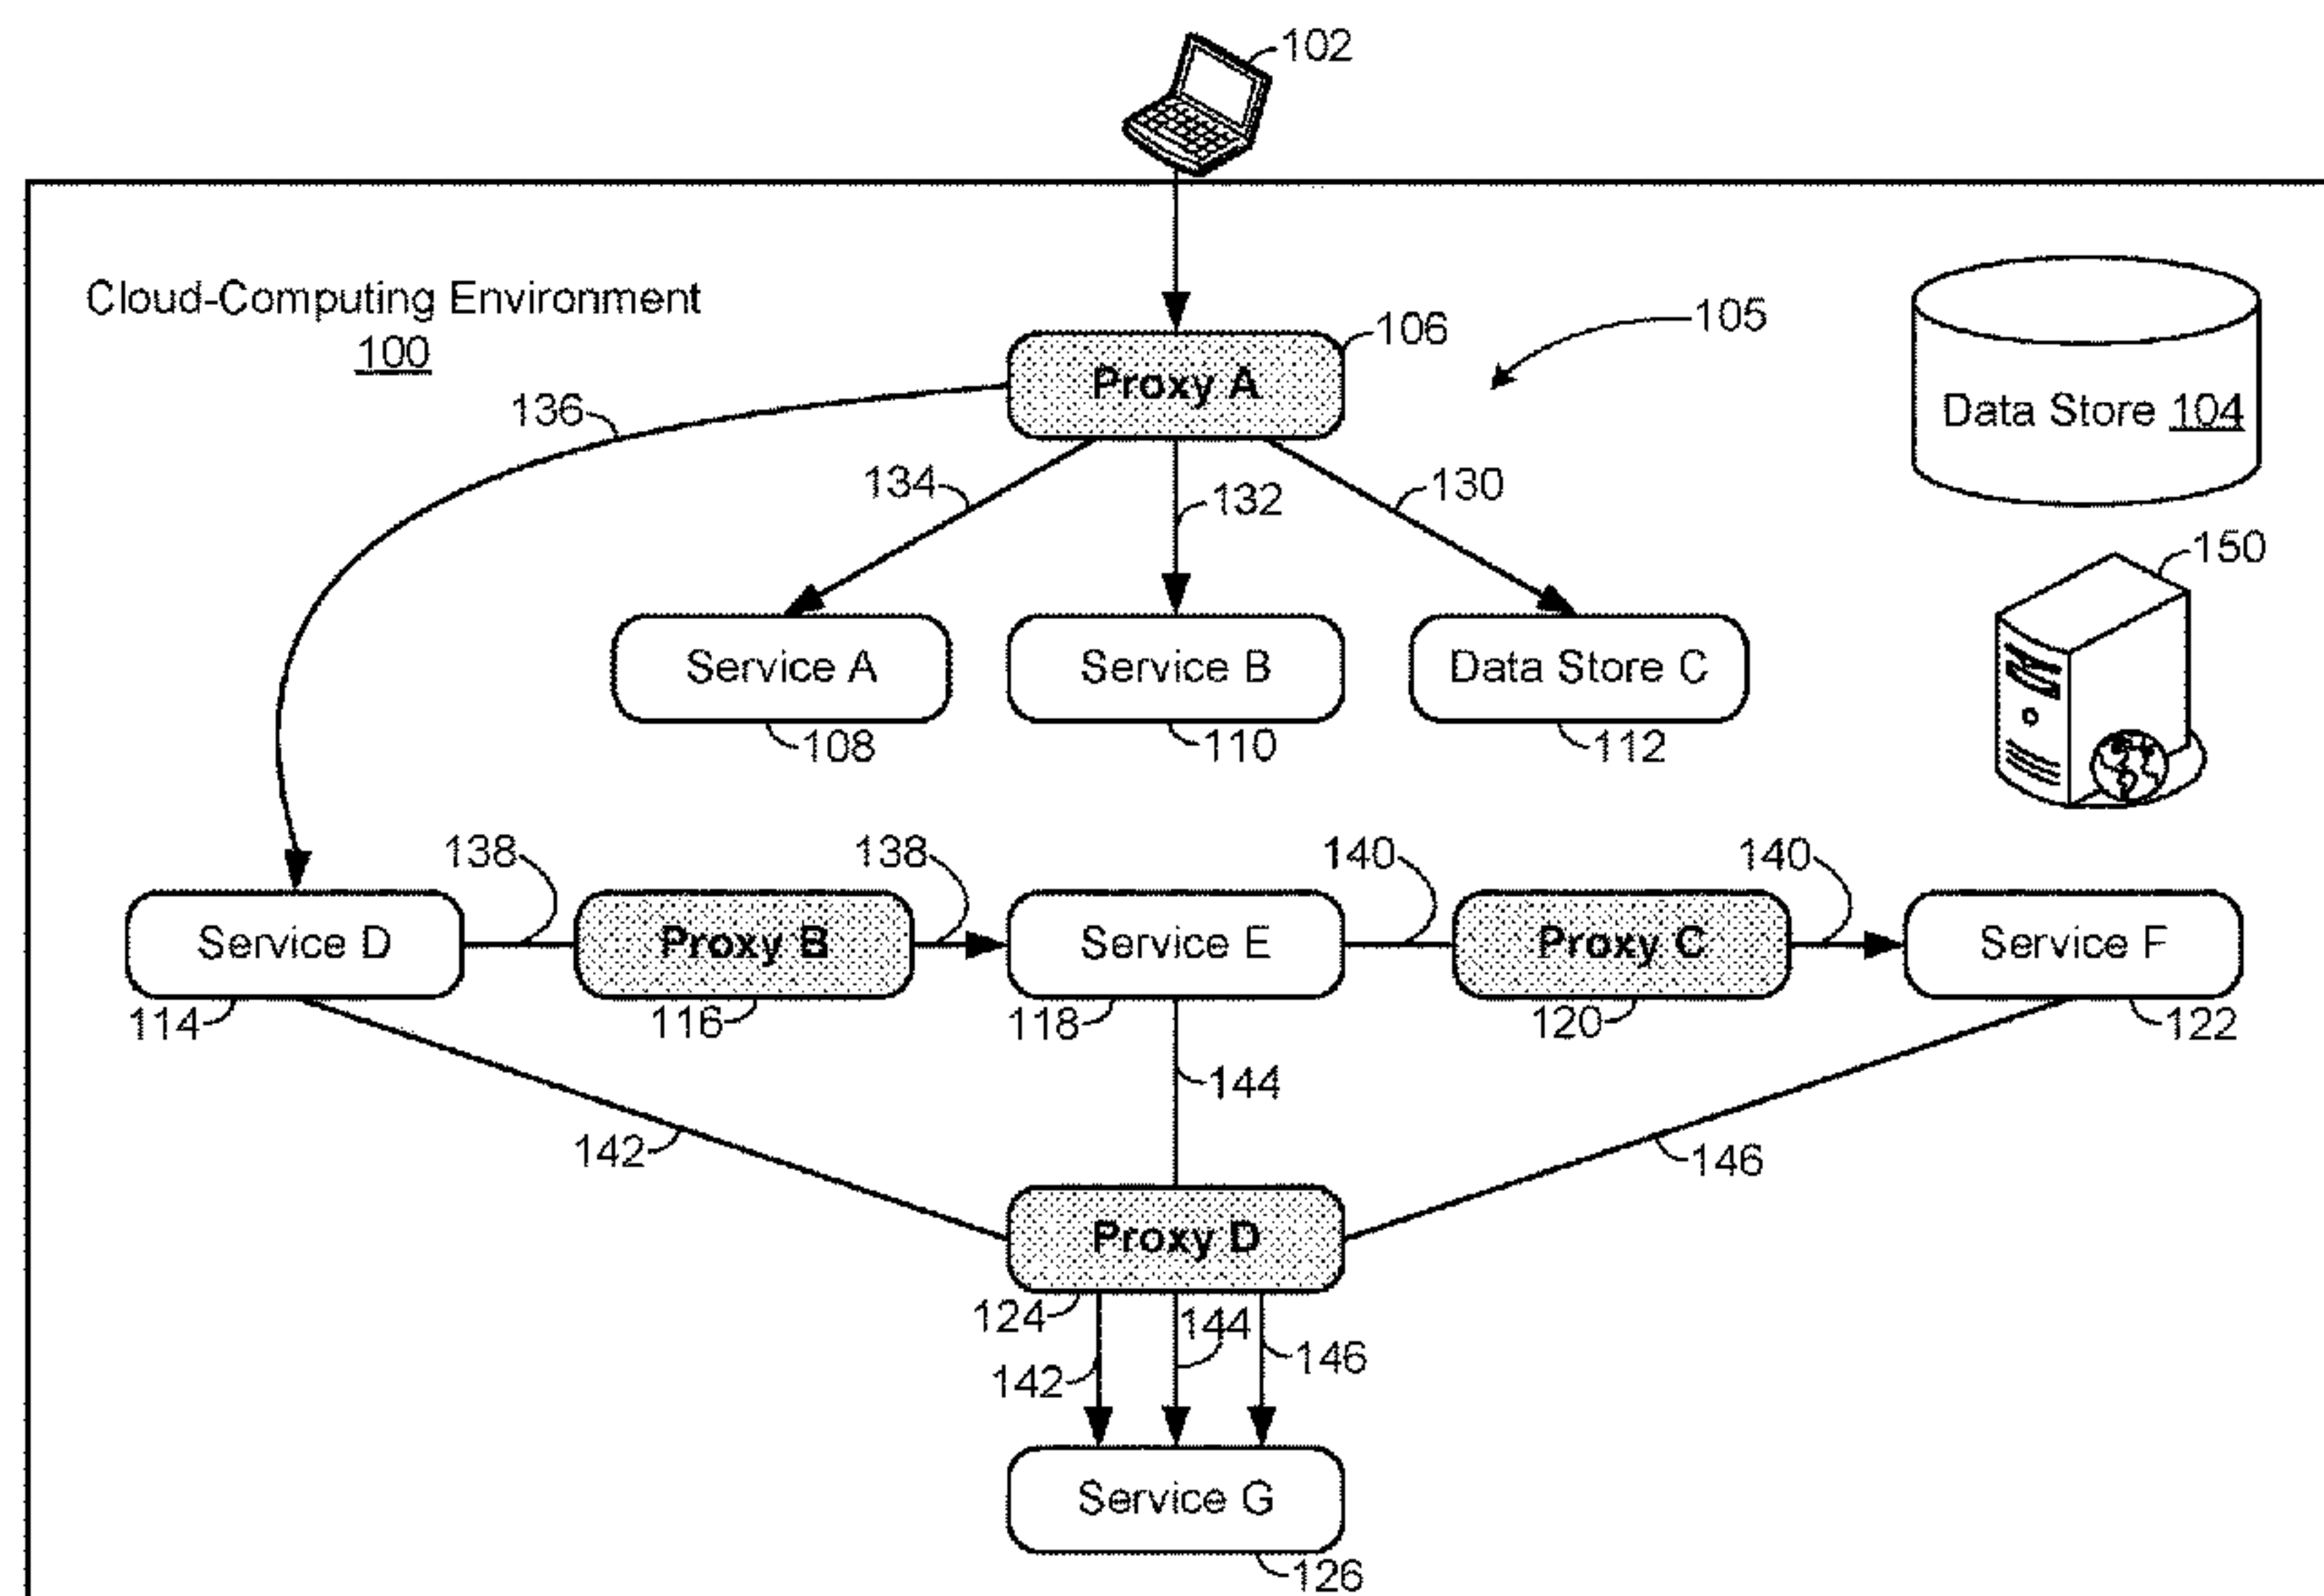 102
Cloud-Computing Environment
100
106
105
Proxy A
Data Store 104
136
134
132
130
150
Service A
Service B
Data Store C
108
110
112
138
138
140
140
Service D
Proxy B
Service E
Proxy C
Service F
114
116
118
120
122
144
142
146
Proxy D
124
144
142
146
Service G
126